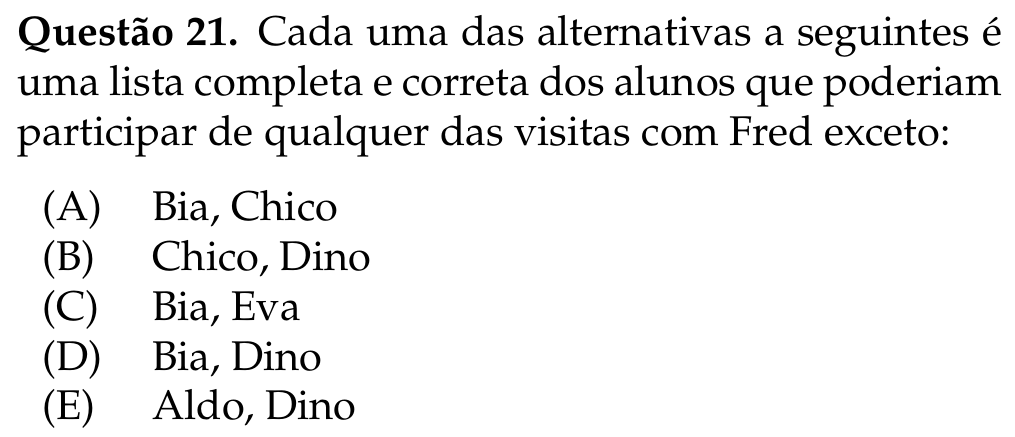 Questão 21. Cada uma das alternativas a seguintes é
uma lista completa e correta dos alunos que poderiam
participar de qualquer das visitas com Fred exceto:
(A) Bia, Chico
(B) Chico, Dino
(C) Bia, Eva
(D) Bia, Dino
(E) Aldo, Dino